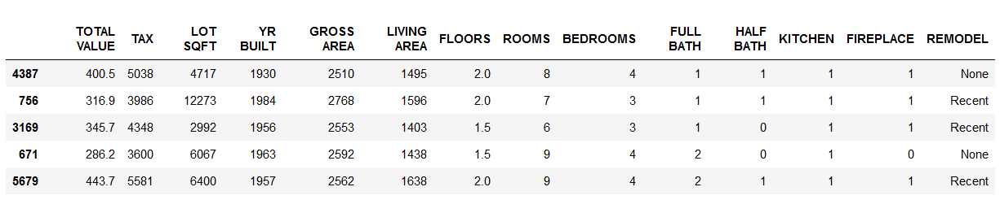 TOTAL VALUE TAX LOT SQFT YR BUILT GROSS AREA LIVING AREA FLOORS ROOMS BEDROOMS FULL BATH HALF BATH KITCHEN FIREPLACE REMODEL
4387 400.5 5038 4717 1930 2510 1495 2.0 8 4 1 1 1 1 None
756 316.9 3986 12273 1984 2768 1596 2.0 7 3 1 1 1 1 Recent
3169 345.7 4348 2992 1956 2553 1403 1.5 6 3 1 0 1 1 Recent
671 286.2 3600 6067 1963 2592 1438 1.5 9 4 2 0 1 0 None
5679 443.7 5581 6400 1957 2562 1638 2.0 9 4 2 1 1 1 Recent